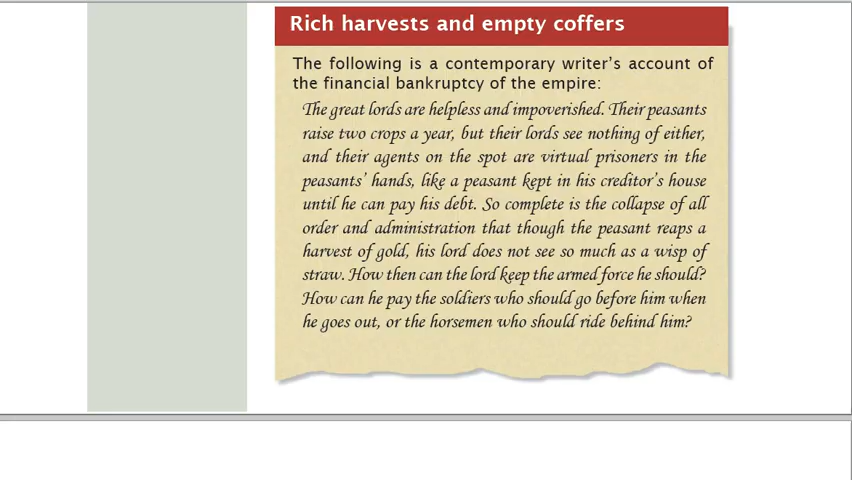 Rich harvests and empty coffers
The following is a contemporary writer's account of
the financial bankruptcy of the empire:
The great lords are helpless and impoverished. Their peasants
raise two crops a year, but their lords see nothing of either,
and their agents on the spot are virtual prisoners in the
peasants' hands, like a peasant kept in his creditor's house
until he can pay his debt. So complete is the collapse of all
order and administration that though the peasant reaps a
harvest of gold, his lord does not see so much as a wisp of
straw. How then can the lord keep the armed force he should?
How can he pay the soldiers who should go before him when
he goes out, or the horsemen who should ride behind him?